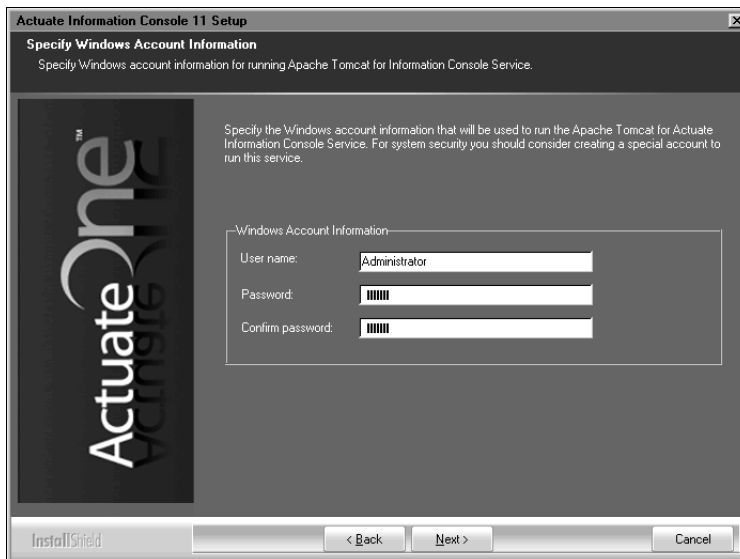 Actuate Information Console 11 Setup
Specify Windows Account Information
Specify Windows account information for running Apache Tomcat for Information Console Service.
ActuateOne™
Specify the Windows account information that will be used to run the Apache Tomcat for Actuate
Information Console Service. For system security you should consider creating a special account to
run this service.
Windows Account Information
User name:
Administrator
Password:
Confirm password:
InstallShield
< Back
Next >
Cancel